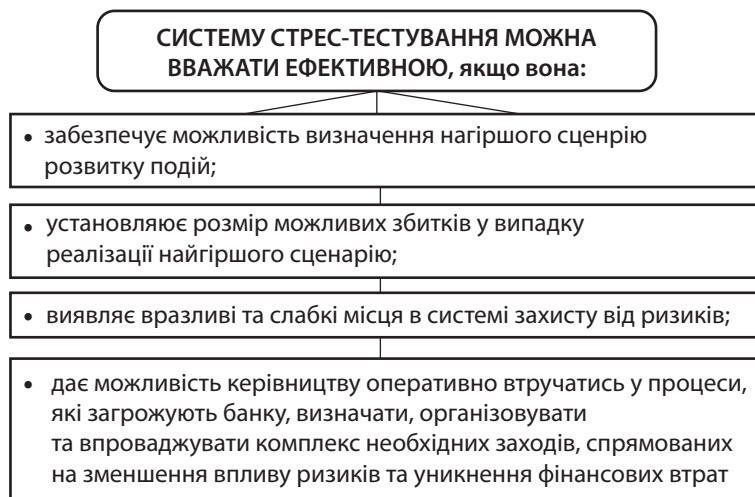 СИСТЕМУ СТРЕС-ТЕСТУВАННЯ МОЖНА
ВВАЖАТИ ЕФЕКТИВНОЮ, якщо вона:
• забезпечує можливість визначення нагіршого сценрію
розвитку подій;
• установляює розмір можливих збитків у випадку
реалізації найгіршого сценарію;
• виявляє вразливі та слабкі місця в системі захисту від ризиків;
• дає можливість керівництву оперативно втручатись у процеси,
які загрожують банку, визначати, організовувати
та впроваджувати комплекс необхідних заходів, спрямованих
на зменшення впливу ризиків та уникнення фінансових втрат